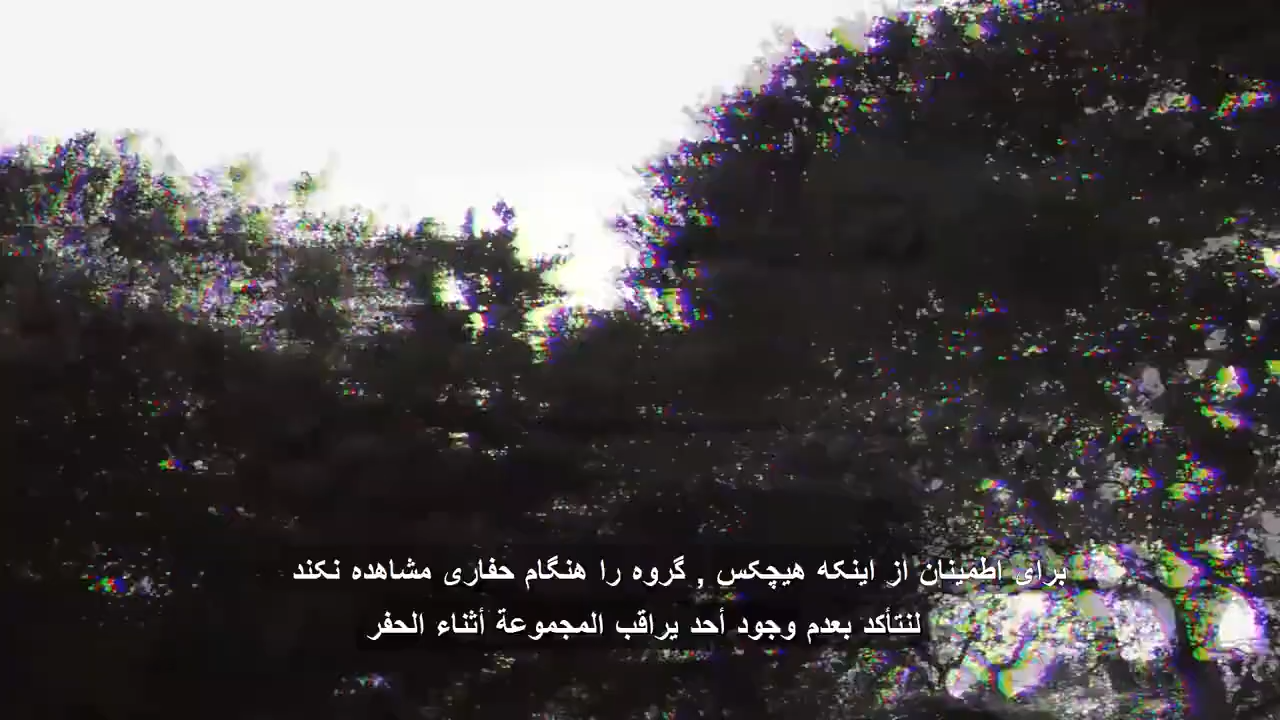 برای اطمینان از اینکه هیچکس , گروه را هنگام حفاری مشاهده نکند
لنتأكد بعدم وجود أحد يراقب المجموعة أثناء الحفر